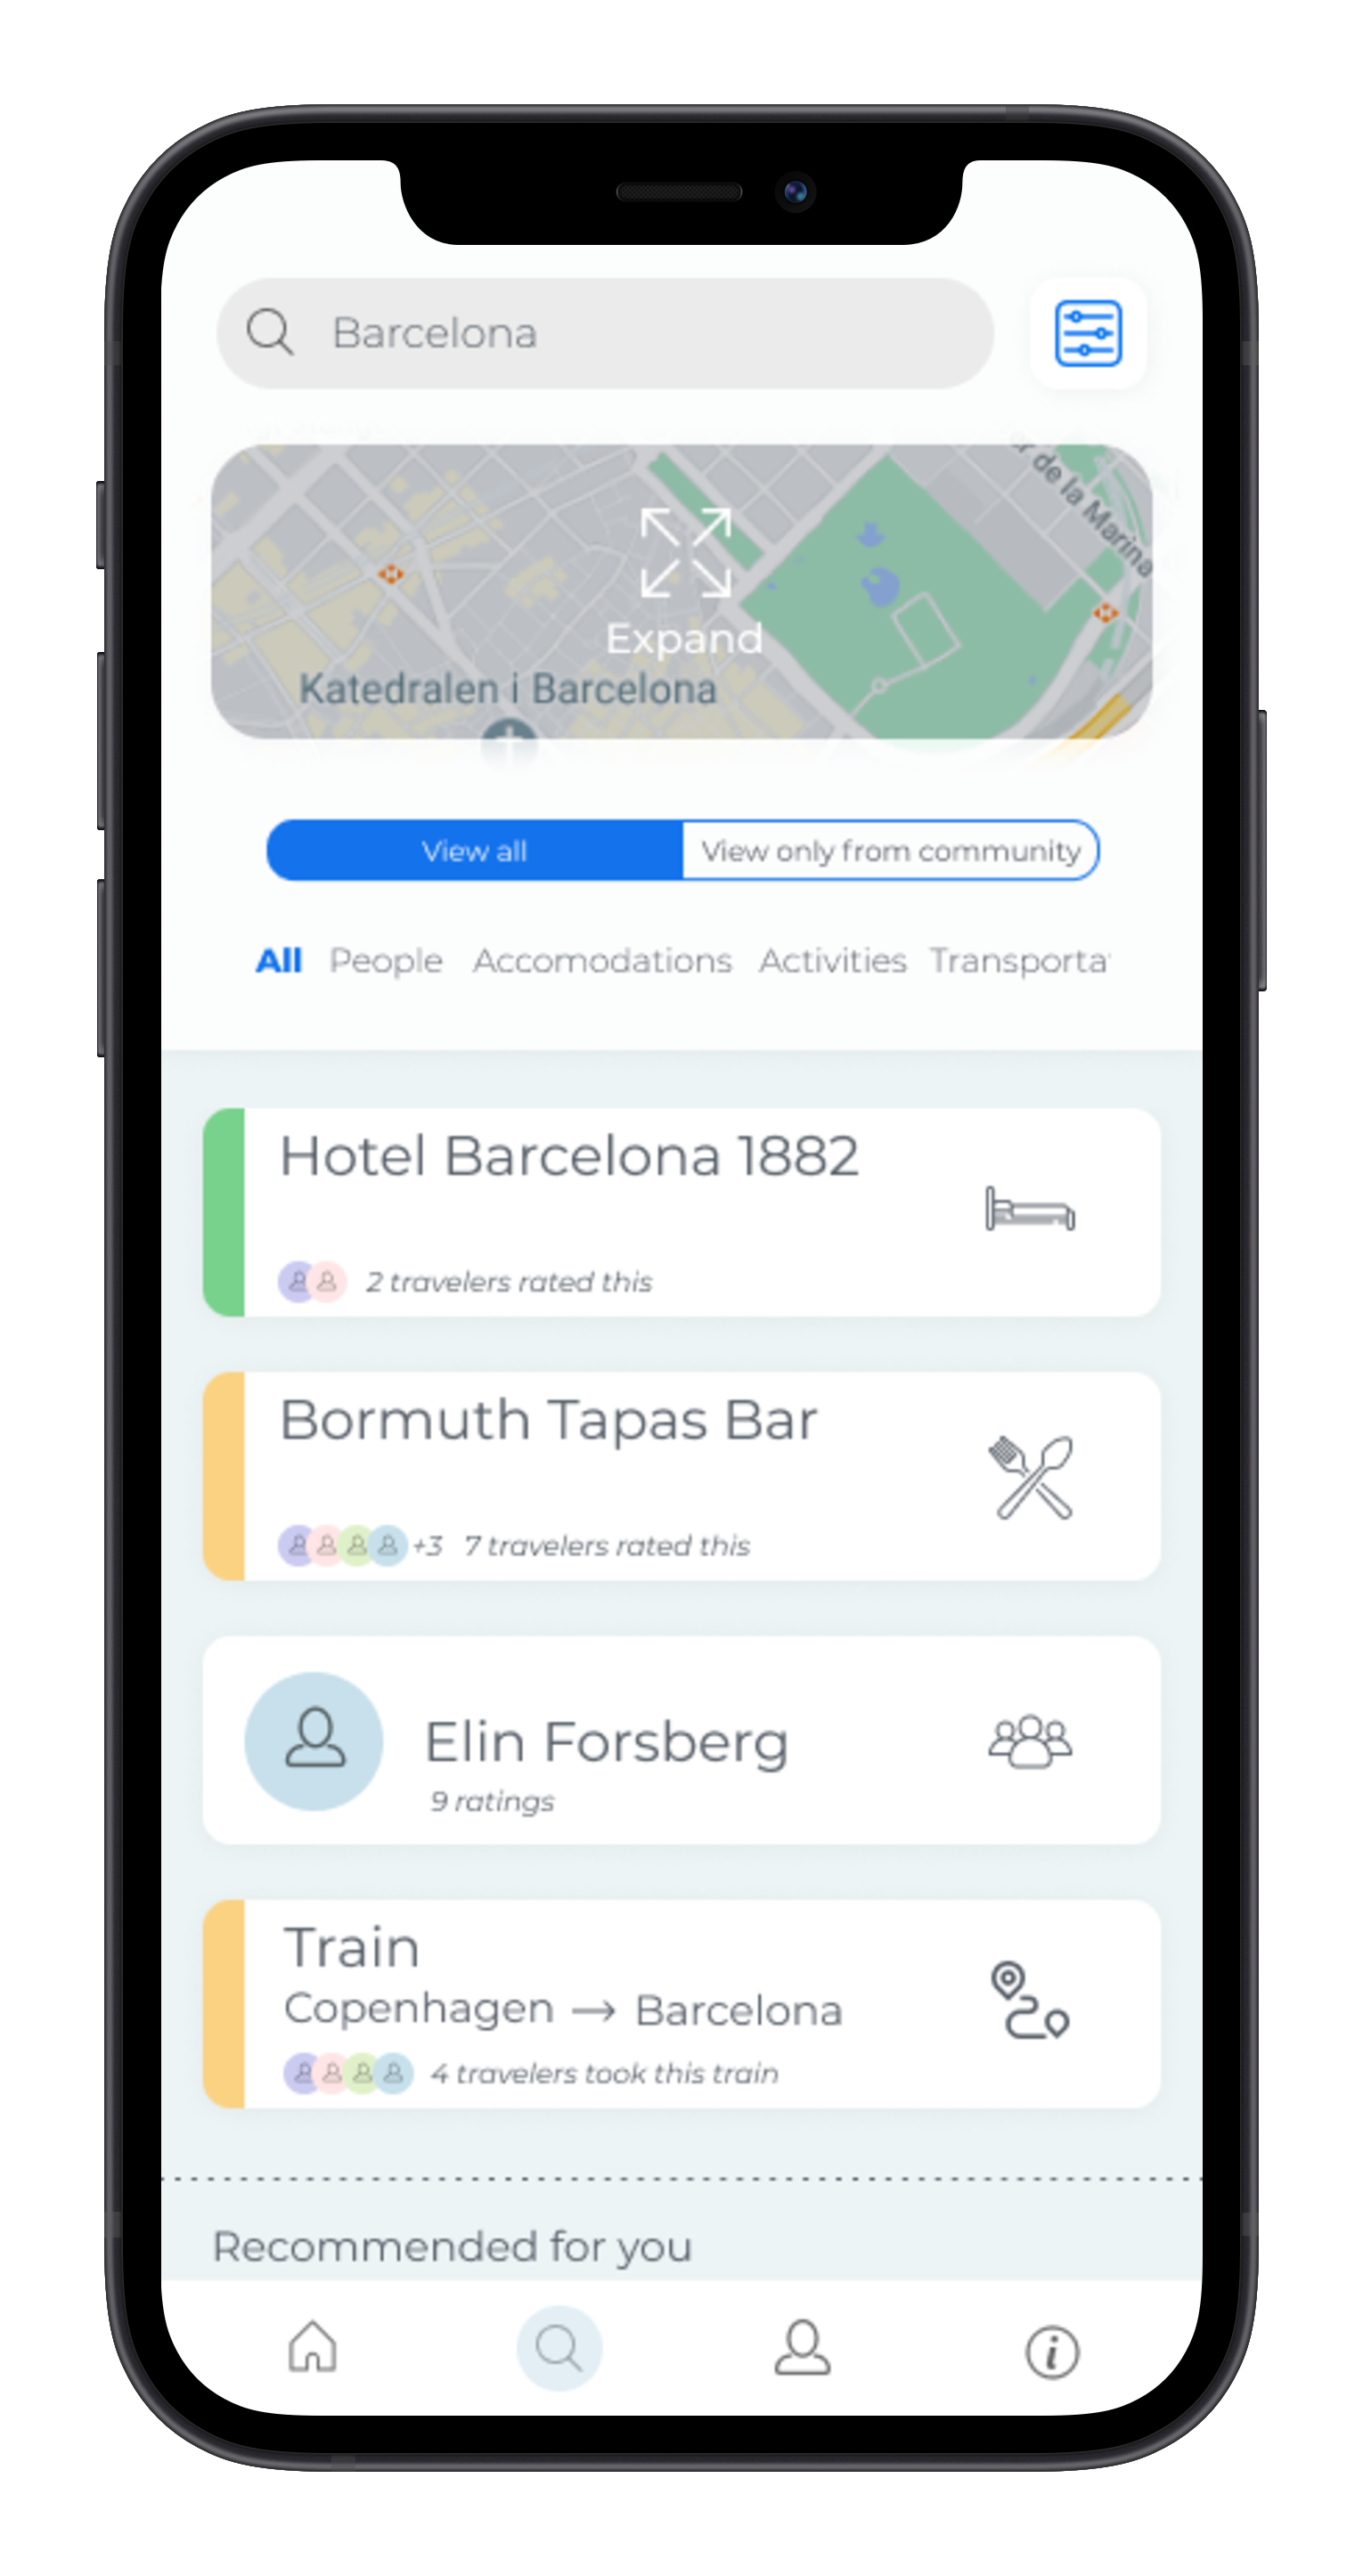 Barcelona
er de la Marina
Expand
Katedralen i Barcelona
View all
View only from community
All People Accomodations Activities Transporta
Hotel Barcelona 1882
2 travelers rated this
Bormuth Tapas Bar
+3 7 travelers rated this
Elin Forsberg
9 ratings
Train
Copenhagen → Barcelona
4 travelers took this train
Recommended for you